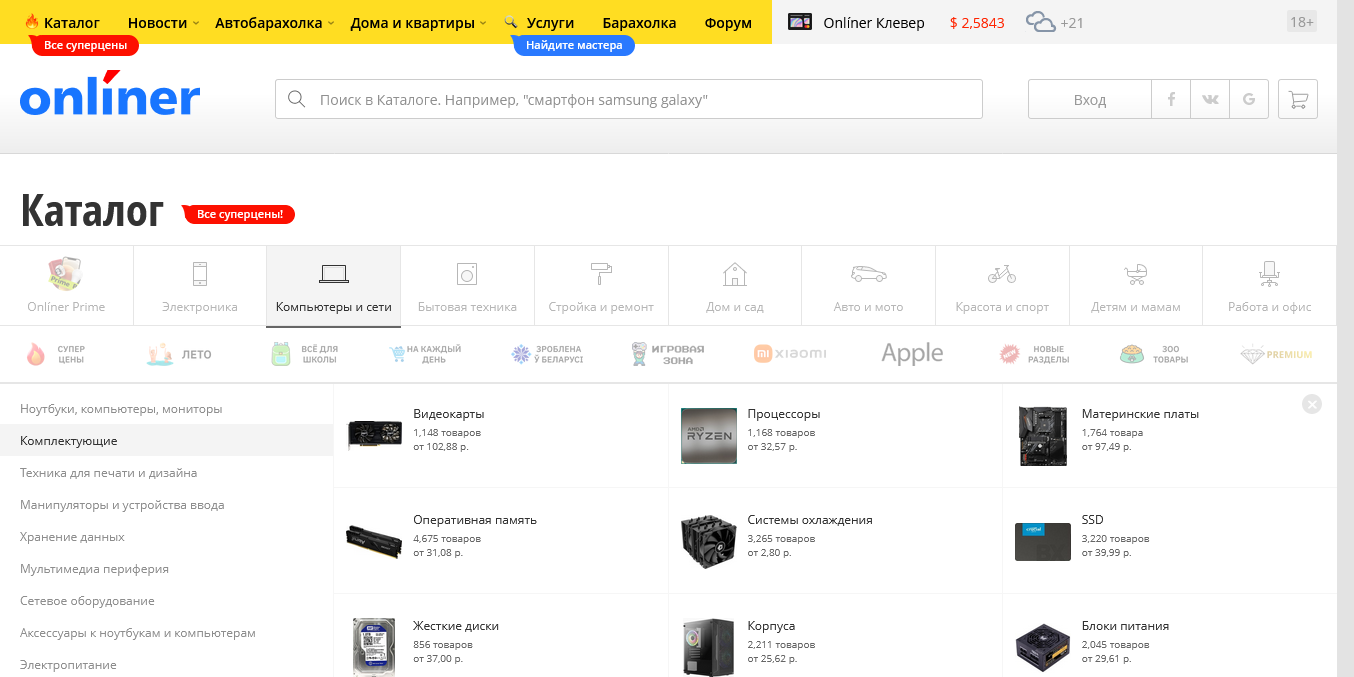 Каталог Новости Автобарахолка Дома и квартиры Услуги Барахолка Форум Onlíner Клевер $ 2,5843 +21 18+
Все суперцены Найдите мастера
onlíner
Поиск в Каталоге. Например, "смартфон samsung galaxy"
Вход
Каталог
Все суперцены!
Onlíner Prime Электроника Компьютеры и сети Бытовая техника Стройка и ремонт Дом и сад Авто и мото Красота и спорт Детям и мамам Работа и офис
СУПЕР
ЦЕНЫ
ЛЕТО
ВСЁ ДЛЯ
ШКОЛЫ
НА КАЖДЫЙ
ДЕНЬ
ЗРОБЛЕНА
Ў БЕЛАРУСІ
ИГРОВАЯ
ЗОНА
xiaomi
Apple
НОВЫЕ
РАЗДЕЛЫ
ЗОО
ТОВАРЫ
PREMIUM
Ноутбуки, компьютеры, мониторы
Комплектующие
Техника для печати и дизайна
Манипуляторы и устройства ввода
Хранение данных
Мультимедиа периферия
Сетевое оборудование
Аксессуары к ноутбукам и компьютерам
Электропитание
Видеокарты
1,148 товаров
от 102,88 р.
AMD
RYZEN
Процессоры
1,168 товаров
от 32,57 р.
Материнские платы
1,764 товара
от 97,49 р.
Оперативная память
4,675 товаров
от 31,08 р.
Системы охлаждения
3,265 товаров
от 2,80 р.
crucial
SSD
3,220 товаров
от 39,99 р.
Жесткие диски
856 товаров
от 37,00 р.
Корпуса
2,211 товаров
от 25,62 р.
Блоки питания
2,045 товаров
от 29,61 р.